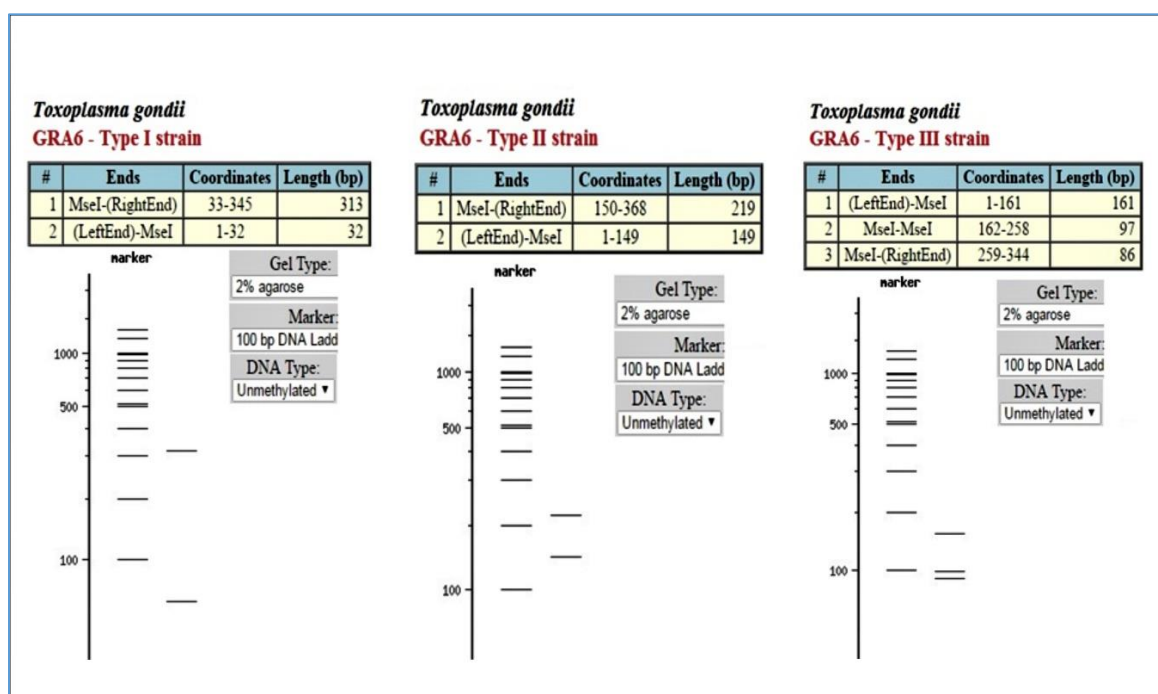 Toxoplasma gondii
GRA6 - Type I strain
# Ends Coordinates Length (bp)
1 MseI-(RightEnd) 33-345 313
2 (LeftEnd)-MseI 1-32 32
marker
Gel Type:
2% agarose
Marker:
100 bp DNA Ladd
DNA Type:
Unmethylated ▼
1000
500
100
Toxoplasma gondii
GRA6 - Type II strain
# Ends Coordinates Length (bp)
1 MseI-(RightEnd) 150-368 219
2 (LeftEnd)-MseI 1-149 149
marker
Gel Type:
2% agarose
Marker:
100 bp DNA Ladd
DNA Type:
Unmethylated ▼
1000
500
100
Toxoplasma gondii
GRA6 - Type III strain
# Ends Coordinates Length (bp)
1 (LeftEnd)-MseI 1-161 161
2 MseI-MseI 162-258 97
3 MseI-(RightEnd) 259-344 86
marker
Gel Type:
2% agarose
Marker:
100 bp DNA Ladd
DNA Type:
Unmethylated ▼
1000
500
100